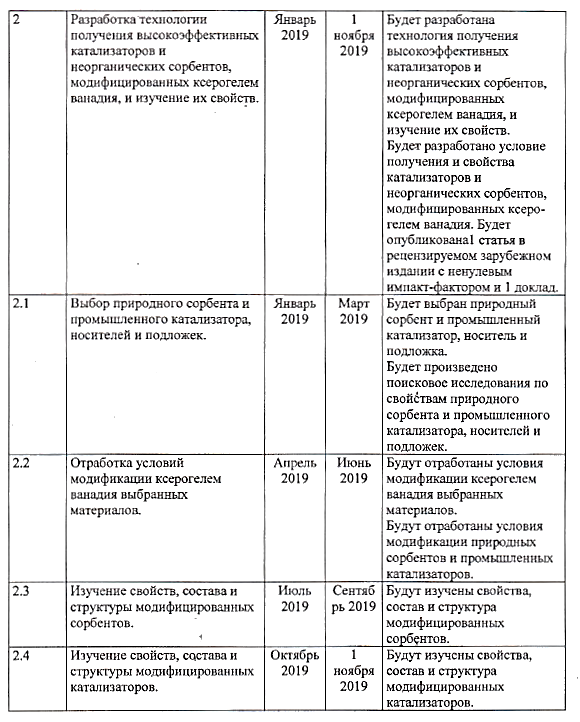 2
Разработка технологии
получения высокоэффективных
катализаторов и
неорганических сорбентов,
модифицированных ксерогелем
ванадия, и изучение их свойств.
Январь
2019
1
ноября
2019
Будет разработана
технология получения
высокоэффективных
катализаторов и
неорганических сорбентов,
модифицированных
ксерогелем ванадия, и
изучение их свойств.
Будет разработано условие
получения и свойства
катализаторов и
неорганических сорбентов,
модифицированных ксеро-
гелем ванадия. Будет
опубликована1 статья в
рецензируемом зарубежном
издании с ненулевым
импакт-фактором и 1 доклад.
2.1
Выбор природного сорбента и
промышленного катализатора,
носителей и подложек.
Январь
2019
Март
2019
Будет выбран природный
сорбент и промышленный
катализатор, носитель и
подложка.
Будет произведено
поисковое исследования по
свойствам природного
сорбента и промышленного
катализатора, носителей и
подложек.
2.2
Отработка условий
модификации ксерогелем
ванадия выбранных
материалов.
Апрель
2019
Июнь
2019
Будут отработаны условия
модификации ксерогелем
ванадия выбранных
материалов.
Будут отработаны условия
модификации природных
сорбентов и промышленных
катализаторов.
2.3
Изучение свойств, состава и
структуры модифицированных
сорбентов.
Июль
2019
Сентяб
рь 2019
Будут изучены свойства,
состав и структура
модифицированных
сорбентов.
2.4
Изучение свойств, состава и
структуры модифицированных
катализаторов.
Октябрь
2019
1
ноября
2019
Будут изучены свойства,
состав и структура
модифицированных
катализаторов.